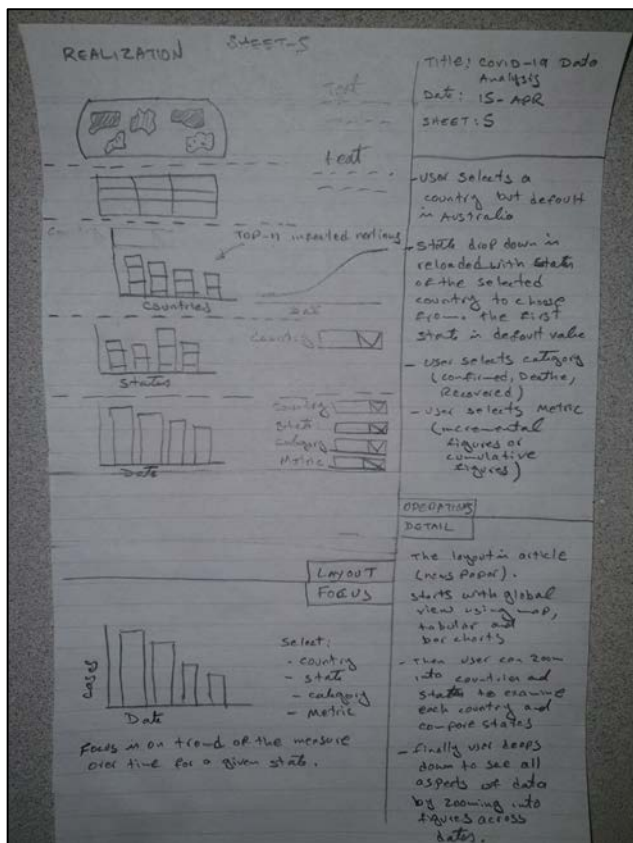 REALIZATION SHEET-5
Text
text
Country
TOP-n infected nations
Countries
Date
Country
States
Country
State
Category
Metric
Date
LAYOUT
FOCUS
Cases
Date
Select:
- country
- state
- category
- metric
Focus is on trend of the measure
over time for a given state.
Title: Covid-19 Data
Analysis
Date: 15-APR
SHEET: 5
- User selects a
country but default
is Australia
- State drop down is
reloaded with states
of the selected
country to choose
from. the first
state is default value
- User selects category
(Confirmed, Deaths,
Recovered)
- User selects Metric
(incremental
figures or
cumulative
figures)
OPERATIONS
DETAIL
The layout is article
(news paper).
starts with global
view using map,
tabular and
bar charts
- Then user can zoom
into countries and
states to examine
each country and
compare states
- Finally user drops
down to see all
aspects of data
by zooming into
figures across
dates.